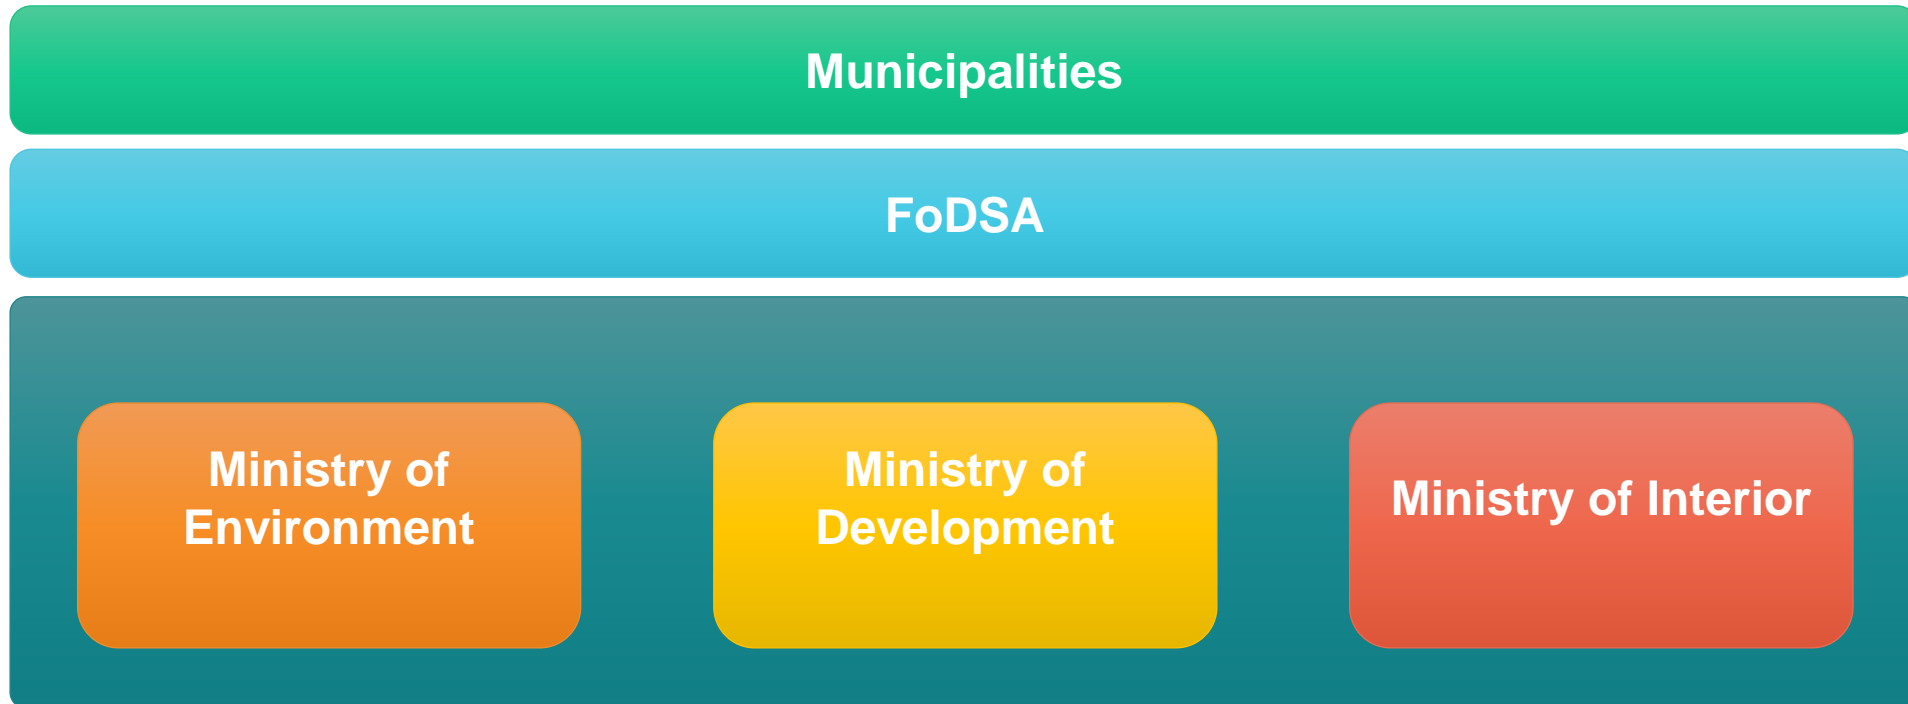 Municipalities
FoDSA
Ministry of
Environment
Ministry of
Development
Ministry of Interior